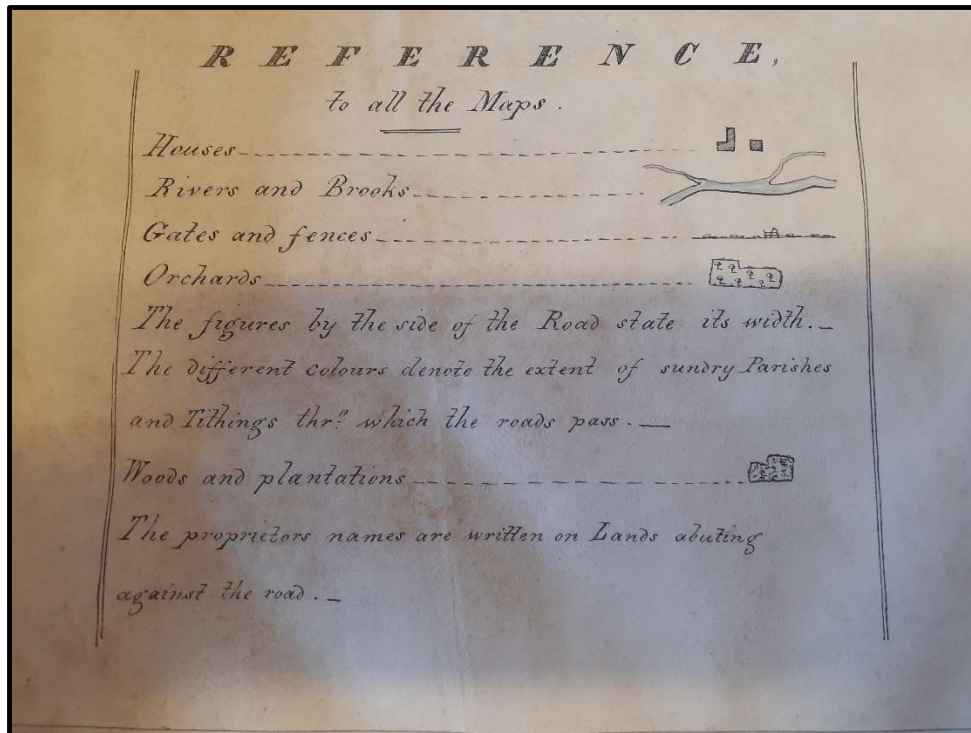 REFERENCE,
to all the Maps.
Houses
Rivers and Brooks
Gates and fences
Orchards
The figures by the side of the Road state its width.
The different colours denote the extent of sundry Parishes
and Tithings thro. which the roads pass.
Woods and plantations
The proprietors names are written on Lands abuting
against the road.